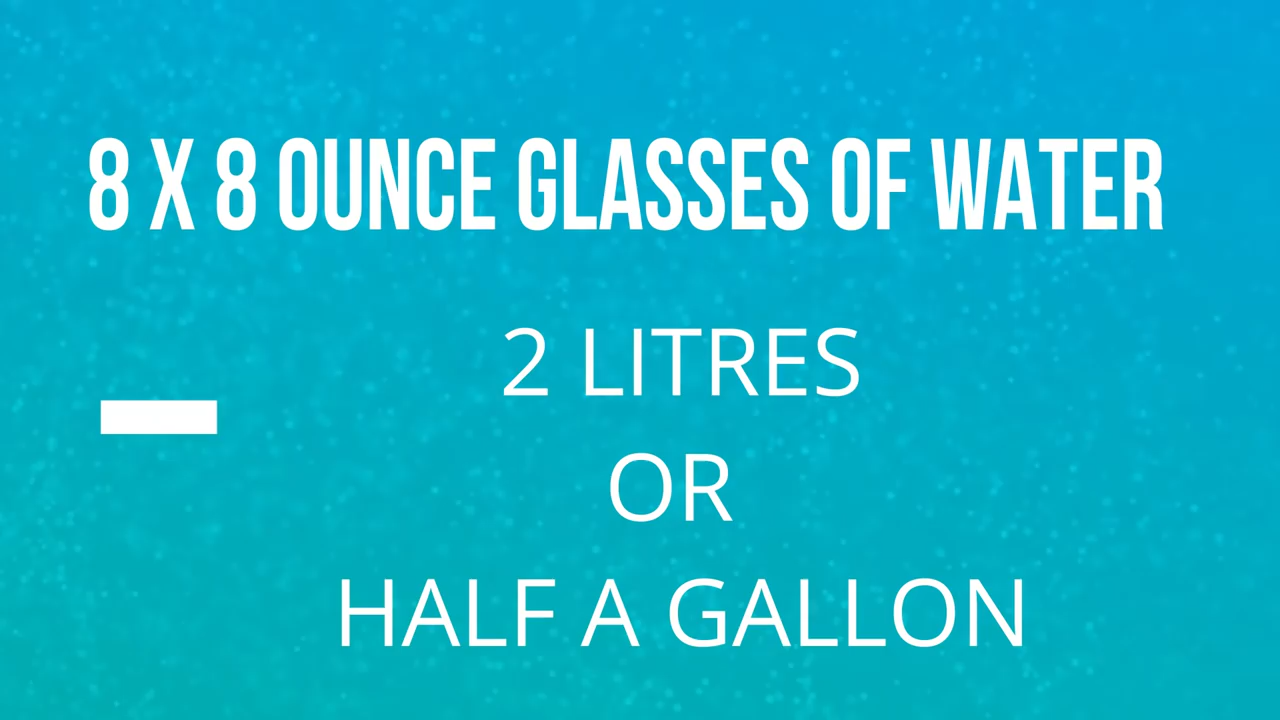 8 X 8 OUNCE GLASSES OF WATER
2 LITRES
OR
HALF A GALLON